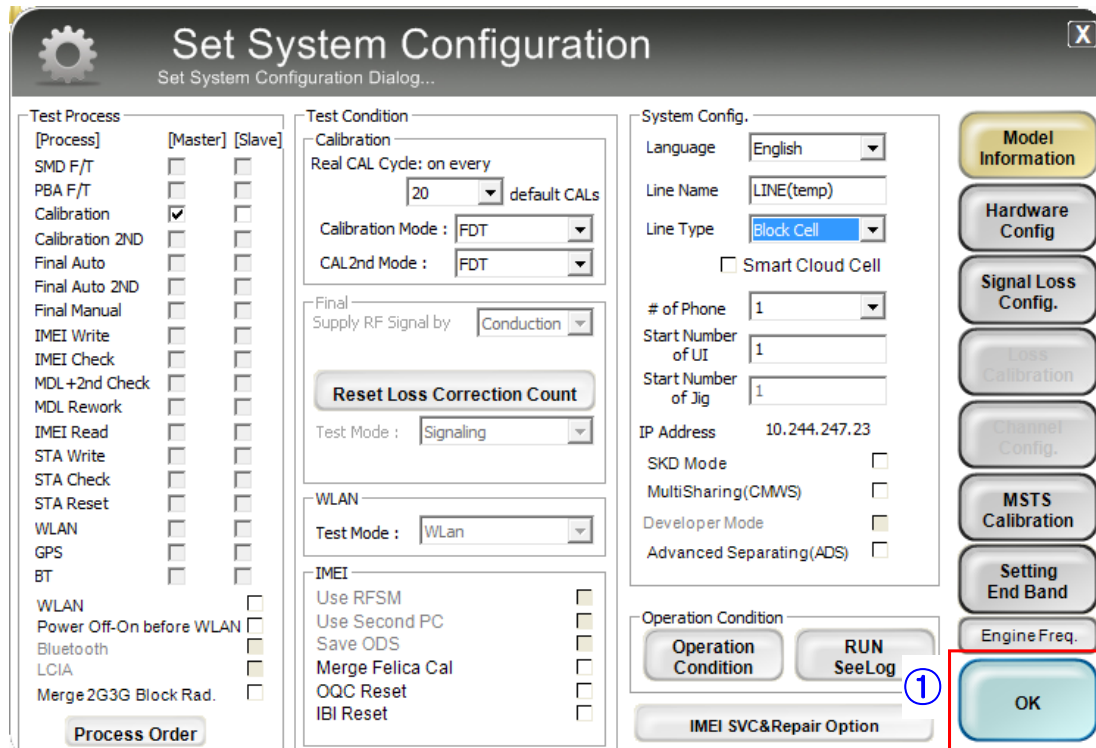 Set System Configuration
Set System Configuration Dialog...
X
Test Process
[Process] [Master] [Slave]
SMD F/T
PBA F/T
Calibration
Calibration 2ND
Final Auto
Final Auto 2ND
Final Manual
IMEI Write
IMEI Check
MDL+2nd Check
MDL Rework
IMEI Read
STA Write
STA Check
STA Reset
WLAN
GPS
BT
WLAN
Power Off-On before WLAN
Bluetooth
LCIA
Merge 2G3G Block Rad.
Process Order
Test Condition
Calibration
Real CAL Cycle: on every
20 default CALs
Calibration Mode : FDT
CAL2nd Mode : FDT
Final
Supply RF Signal by Conduction
Reset Loss Correction Count
Test Mode : Signaling
WLAN
Test Mode : WLan
IMEI
Use RFSM
Use Second PC
Save ODS
Merge Felica Cal
OQC Reset
IBI Reset
System Config.
Language English
Line Name LINE(temp)
Line Type Block Cell
Smart Cloud Cell
# of Phone 1
Start Number
of UI 1
Start Number
of Jig 1
IP Address 10.244.247.23
SKD Mode
MultiSharing(CMWS)
Developer Mode
Advanced Separating(ADS)
Operation Condition
Operation
Condition
RUN
SeeLog
IMEI SVC&Repair Option
Model
Information
Hardware
Config
Signal Loss
Config.
Loss
Calibration
Channel
Config.
MSTS
Calibration
Setting
End Band
Engine Freq.
①
OK